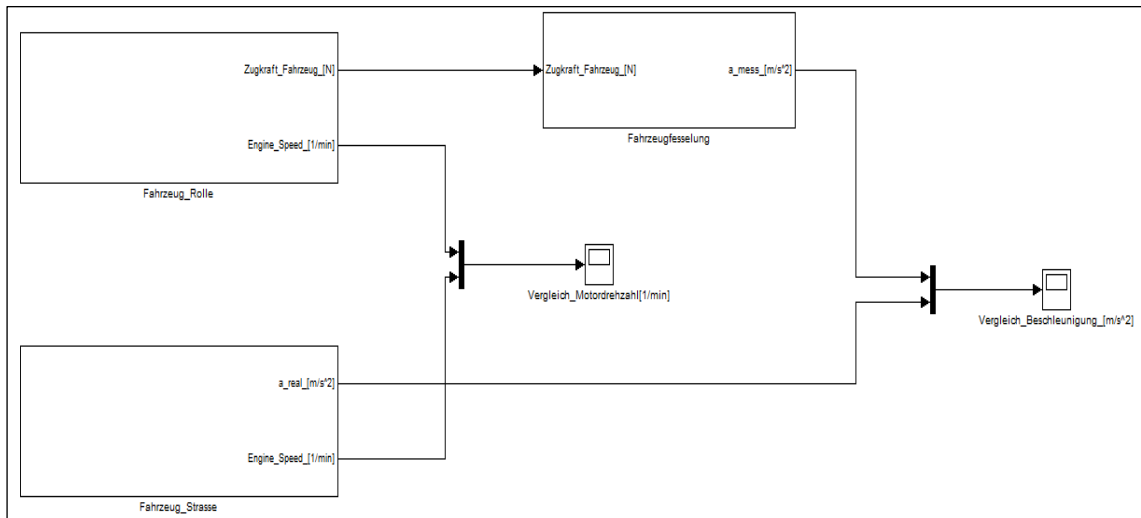 Zugkraft_Fahrzeug_[N]
Engine_Speed_[1/min]
Fahrzeug_Rolle
Zugkraft_Fahrzeug_[N]
a_mess_[m/s^2]
Fahrzeugfesselung
Vergleich_Motordrehzahl[1/min]
Vergleich_Beschleunigung_[m/s^2]
a_real_[m/s^2]
Engine_Speed_[1/min]
Fahrzeug_Strasse